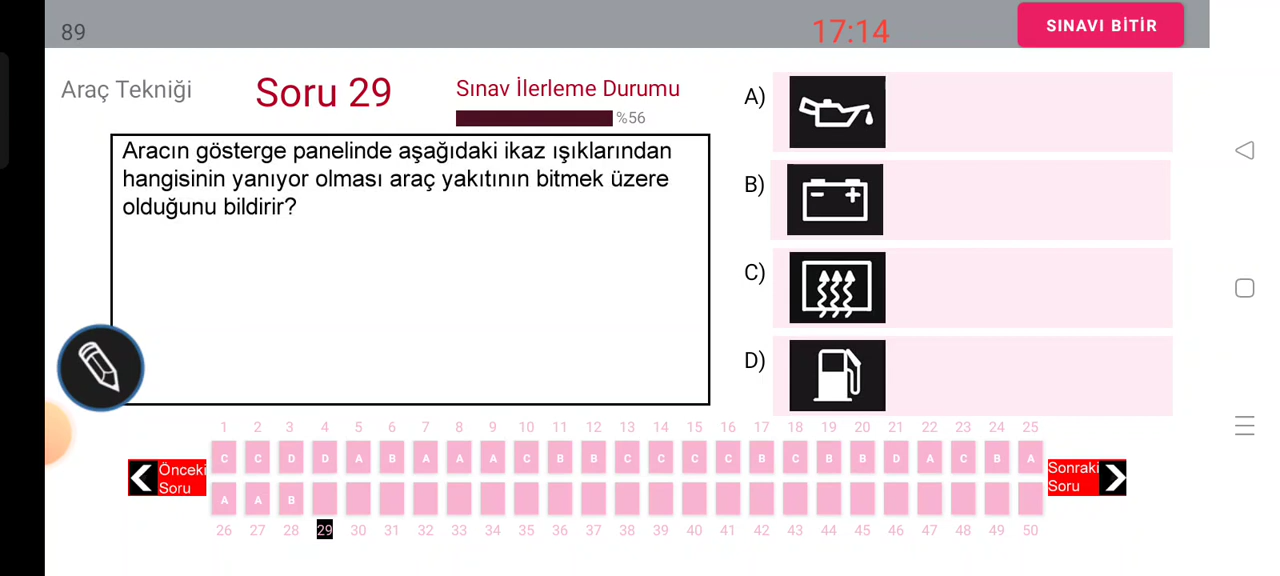 89
17:14
SINAVI BİTİR
Araç Tekniği
Soru 29
Sınav İlerleme Durumu
%56
Aracın gösterge panelinde aşağıdaki ikaz ışıklarından
hangisinin yanıyor olması araç yakıtının bitmek üzere
olduğunu bildirir?
A)
B)
C)
D)
1 2 3 4 5 6 7 8 9 10 11 12 13 14 15 16 17 18 19 20 21 22 23 24 25
C C D D A B A A A C B B C C C C B C B B D A C B A
Önceki
Soru
Sonraki
Soru
A A B
26 27 28 29 30 31 32 33 34 35 36 37 38 39 40 41 42 43 44 45 46 47 48 49 50